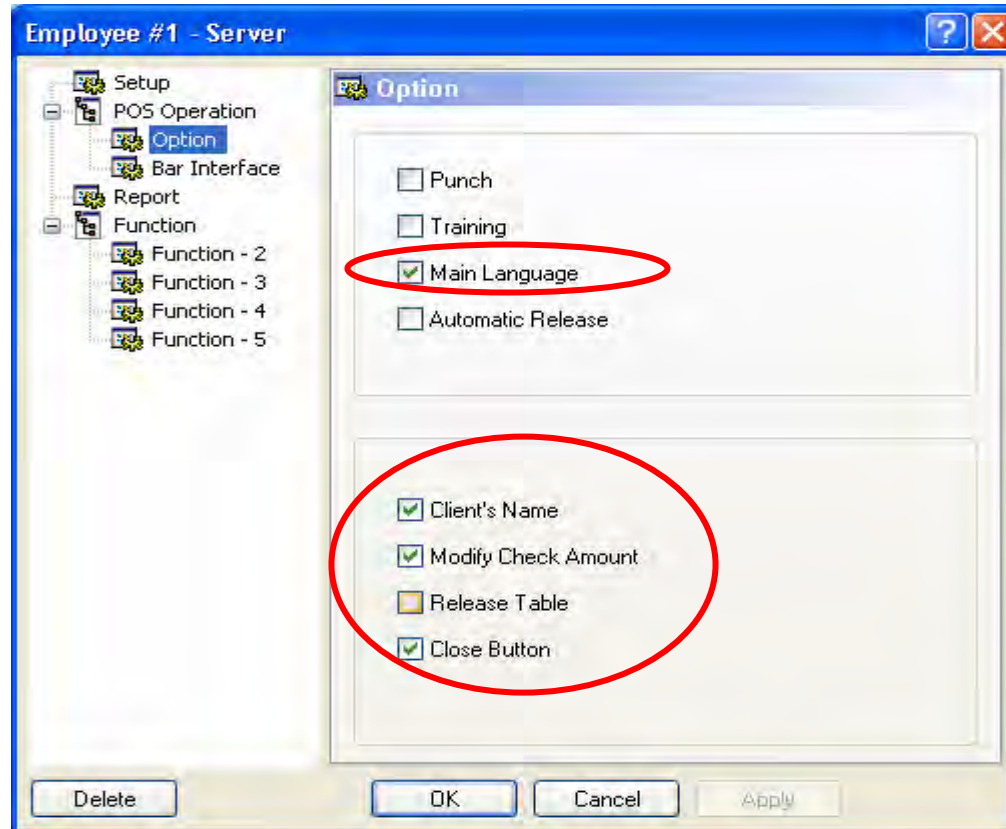 Employee #1 - Server
Setup
POS Operation
Option
Bar Interface
Report
Function
Function - 2
Function - 3
Function - 4
Function - 5
Option
Punch
Training
Main Language
Automatic Release
Client's Name
Modify Check Amount
Release Table
Close Button
Delete
OK
Cancel
Apply